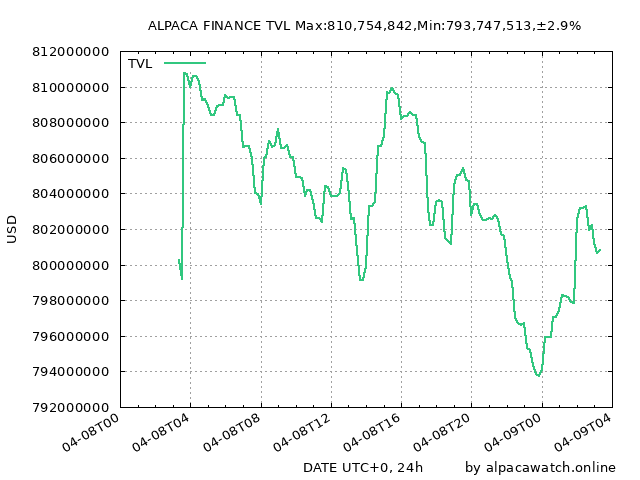 ALPACA FINANCE TVL Max:810,754,842,Min:793,747,513,±2.9%
812000000
TVL
810000000
808000000
806000000
804000000
802000000
800000000
798000000
796000000
794000000
792000000
USD
04-08T00
04-08T04
04-08T08
04-08T12
04-08T16
04-08T20
04-09T00
04-09T04
DATE UTC+0, 24h
by alpacawatch.online